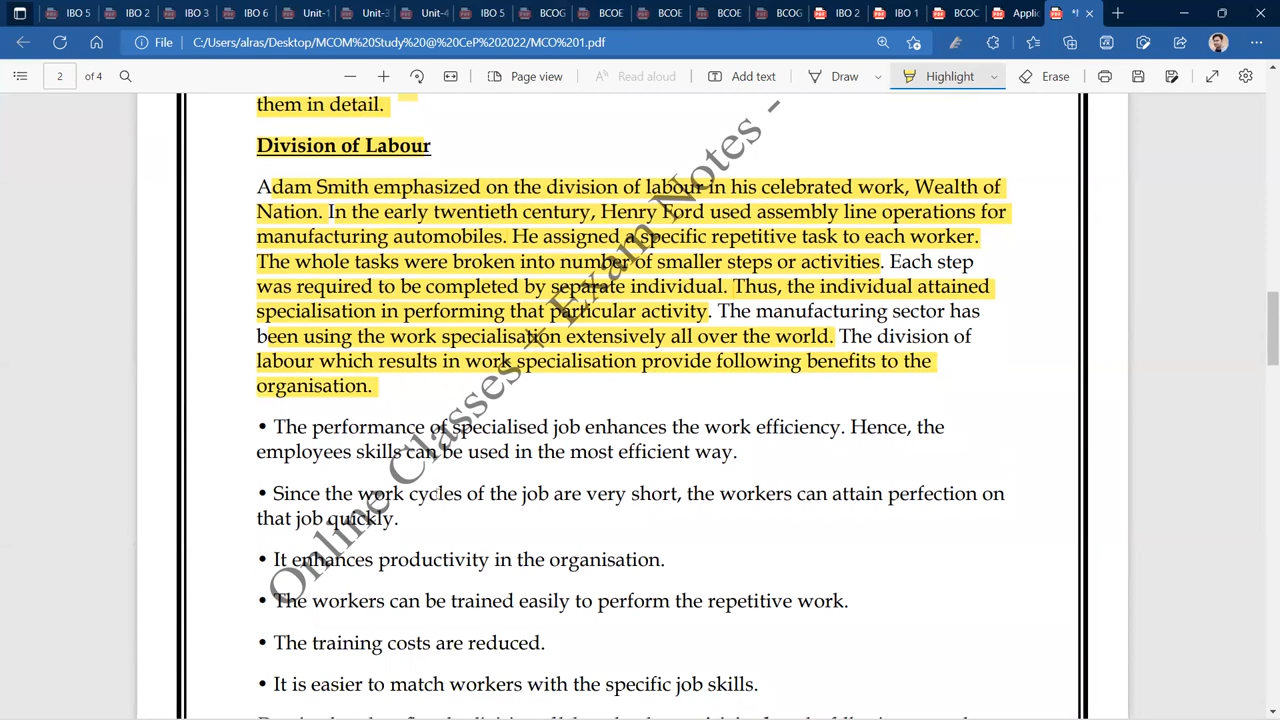 IBO 5 IBO 2 IBO 3 IBO 6 Unit-1 Unit-3 Unit-4 IBO 5 BCOG BCOE BCOE BCOE BCOG IBO 2 IBO 1 BCOC Applic
File C:/Users/alras/Desktop/MCOM%20Study%20@%20CeP%202022/MCO%201.pdf
2 of 4 Page view Read aloud Add text Draw Highlight Erase
them in detail.
Division of Labour
Adam Smith emphasized on the division of labour in his celebrated work, Wealth of
Nation. In the early twentieth century, Henry Ford used assembly line operations for
manufacturing automobiles. He assigned a specific repetitive task to each worker.
The whole tasks were broken into number of smaller steps or activities. Each step
was required to be completed by separate individual. Thus, the individual attained
specialisation in performing that particular activity. The manufacturing sector has
been using the work specialisation extensively all over the world. The division of
labour which results in work specialisation provide following benefits to the
organisation.
• The performance of specialised job enhances the work efficiency. Hence, the
employees skills can be used in the most efficient way.
• Since the work cycles of the job are very short, the workers can attain perfection on
that job quickly.
• It enhances productivity in the organisation.
• The workers can be trained easily to perform the repetitive work.
• The training costs are reduced.
• It is easier to match workers with the specific job skills.
Online Classes + Exam Notes -